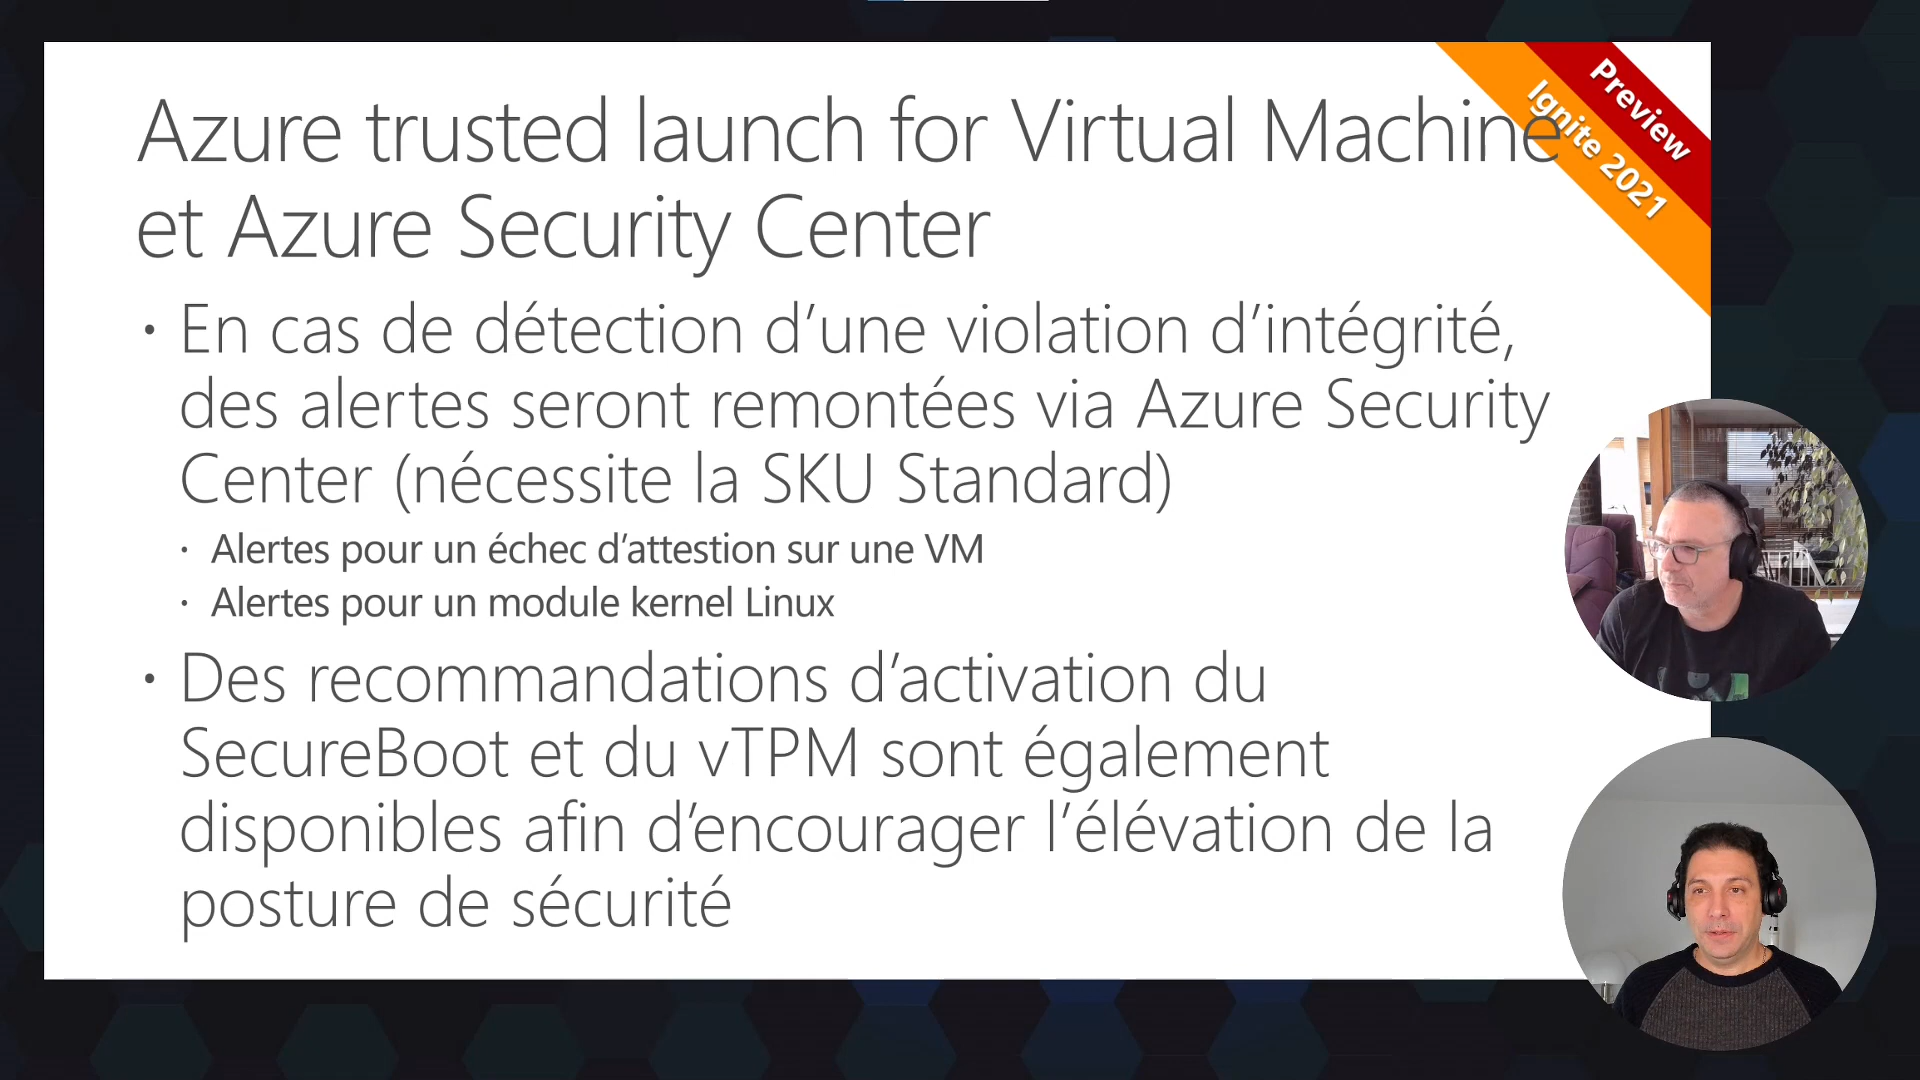 Azure trusted launch for Virtual Machine
et Azure Security Center
Preview
Ignite 2021
• En cas de détection d’une violation d’intégrité,
des alertes seront remontées via Azure Security
Center (nécessite la SKU Standard)
• Alertes pour un échec d’attestion sur une VM
• Alertes pour un module kernel Linux
• Des recommandations d’activation du
SecureBoot et du vTPM sont également
disponibles afin d’encourager l’élévation de la
posture de sécurité